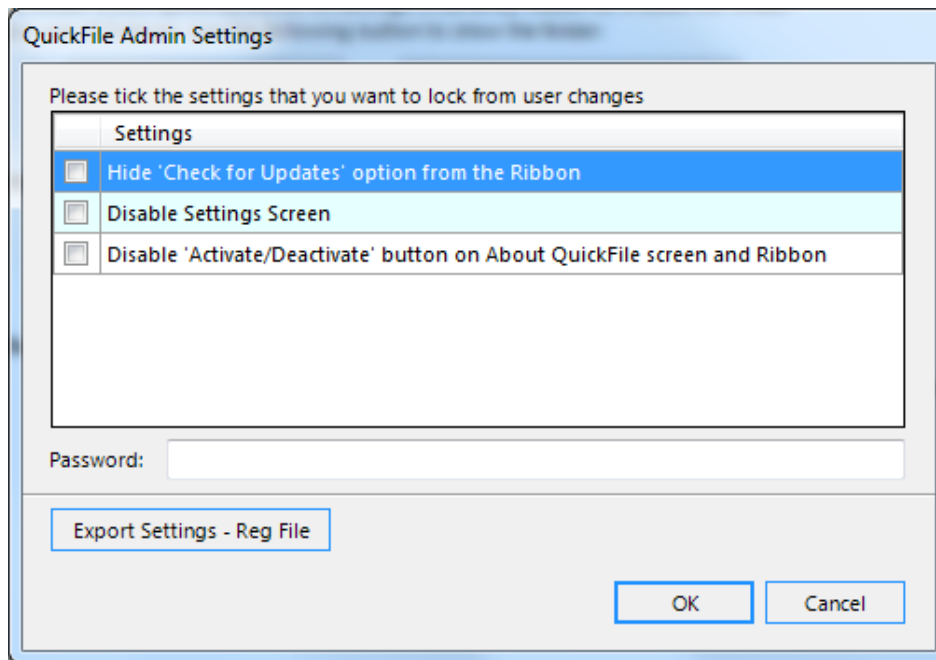 QuickFile Admin Settings
Please tick the settings that you want to lock from user changes
Settings
Hide 'Check for Updates' option from the Ribbon
Disable Settings Screen
Disable 'Activate/Deactivate' button on About QuickFile screen and Ribbon
Password:
Export Settings - Reg File
OK
Cancel